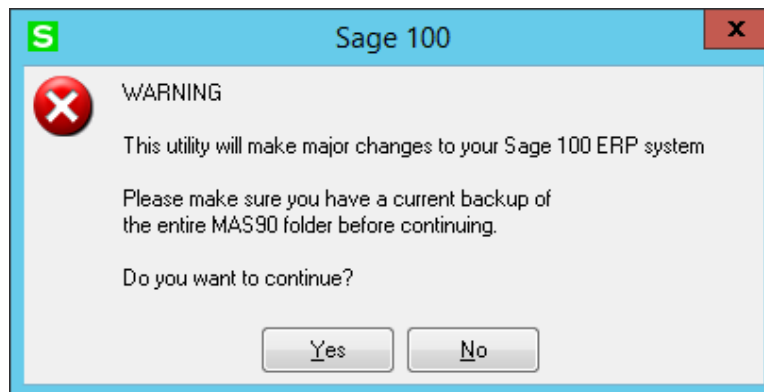 S
Sage 100
x
WARNING
This utility will make major changes to your Sage 100 ERP system
Please make sure you have a current backup of
the entire MAS90 folder before continuing.
Do you want to continue?
Yes
No